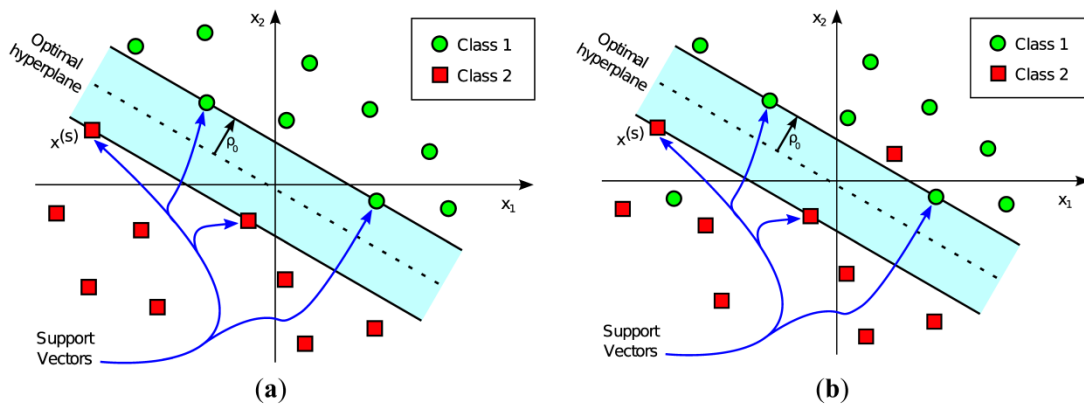 x2
Optimal
hyperplane
Class 1
Class 2
x(s)
ρ0
x1
Support
Vectors
(a)
x2
Optimal
hyperplane
Class 1
Class 2
x(s)
ρ0
x1
Support
Vectors
(b)